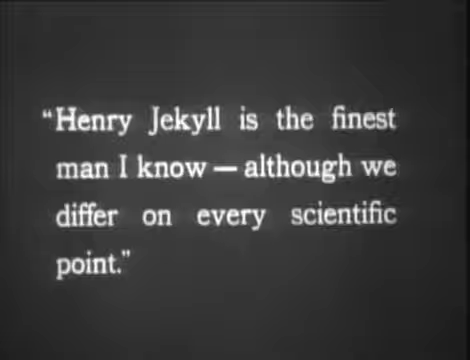 “Henry Jekyll is the finest
man I know — although we
differ on every scientific
point.”